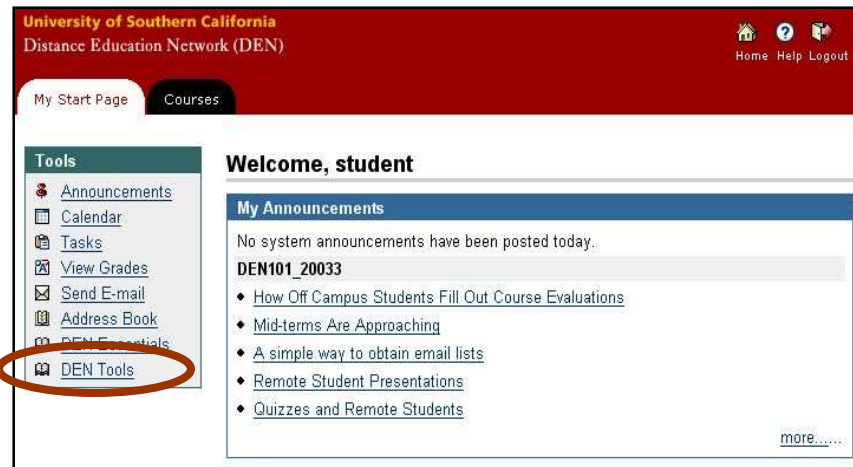 University of Southern California
Distance Education Network (DEN)
Home Help Logout
My Start Page
Courses
Tools
Announcements
Calendar
Tasks
View Grades
Send E-mail
Address Book
DEN Essentials
DEN Tools
Welcome, student
My Announcements
No system announcements have been posted today.
DEN101_20033
How Off Campus Students Fill Out Course Evaluations
Mid-terms Are Approaching
A simple way to obtain email lists
Remote Student Presentations
Quizzes and Remote Students
more......